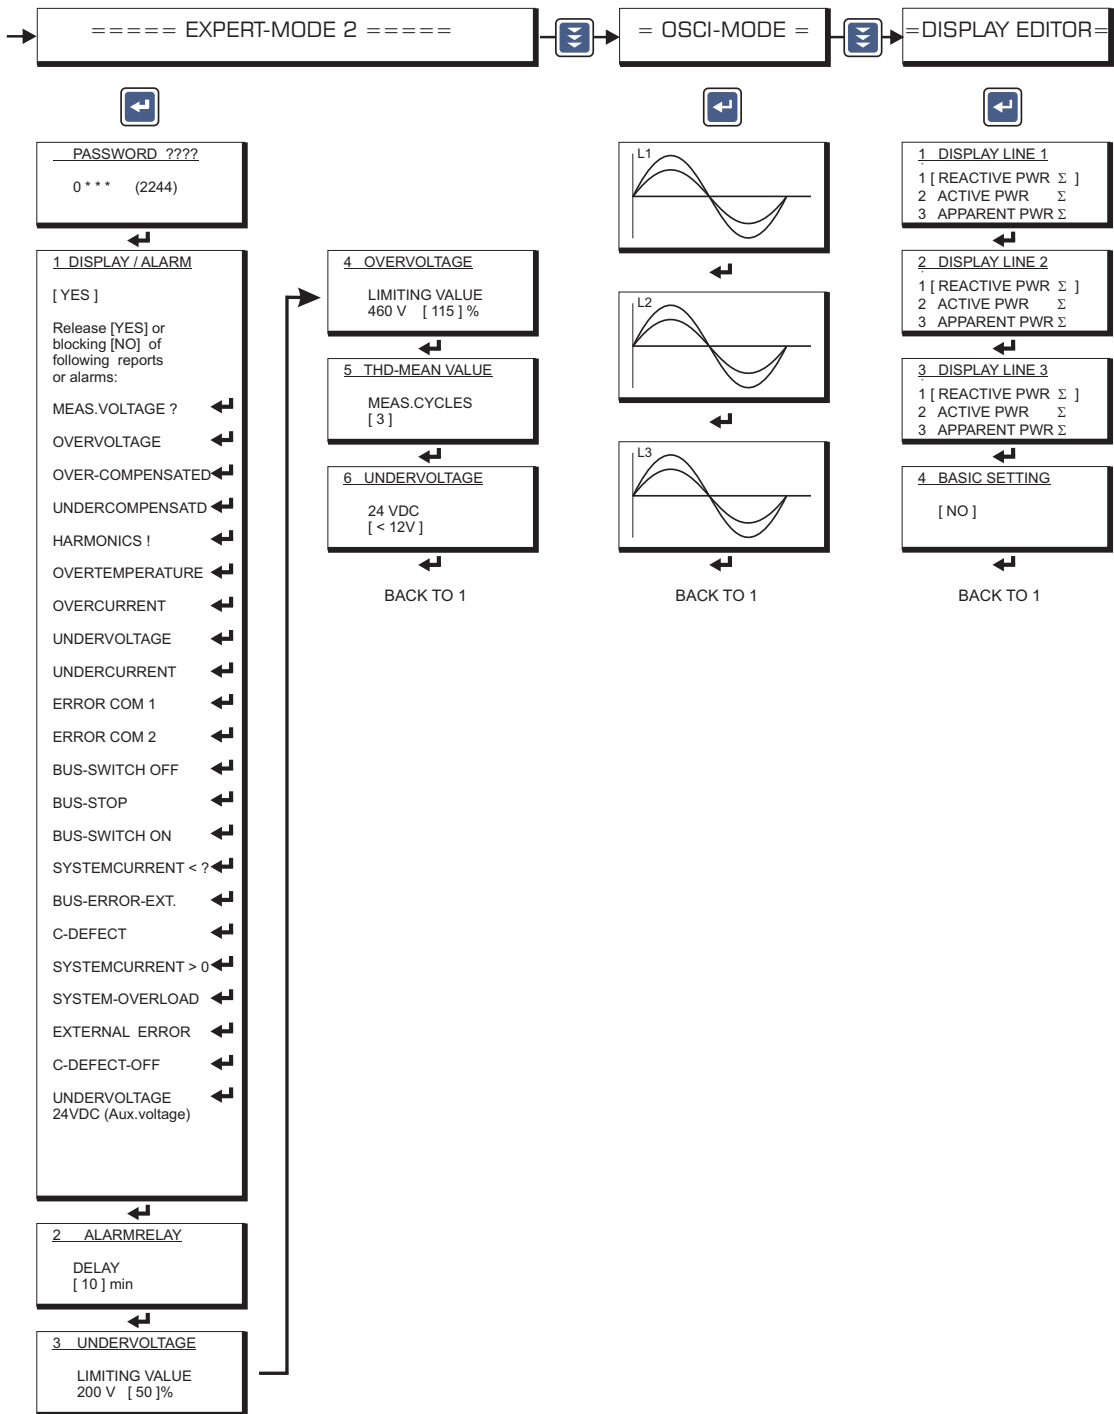 ===== EXPERT-MODE 2 =====
= OSCI-MODE =
=DISPLAY EDITOR=
PASSWORD ????
0 * * * (2244)
1 DISPLAY / ALARM
[ YES ]
Release [YES] or
blocking [NO] of
following reports
or alarms:
MEAS.VOLTAGE ?
OVERVOLTAGE
OVER-COMPENSATED
UNDERCOMPENSATD
HARMONICS !
OVERTEMPERATURE
OVERCURRENT
UNDERVOLTAGE
UNDERCURRENT
ERROR COM 1
ERROR COM 2
BUS-SWITCH OFF
BUS-STOP
BUS-SWITCH ON
SYSTEMCURRENT < ?
BUS-ERROR-EXT.
C-DEFECT
SYSTEMCURRENT > 0
SYSTEM-OVERLOAD
EXTERNAL ERROR
C-DEFECT-OFF
UNDERVOLTAGE
24VDC (Aux.voltage)
2 ALARMRELAY
DELAY
[ 10 ] min
3 UNDERVOLTAGE
LIMITING VALUE
200 V [ 50 ]%
4 OVERVOLTAGE
LIMITING VALUE
460 V [ 115 ] %
5 THD-MEAN VALUE
MEAS.CYCLES
[ 3 ]
6 UNDERVOLTAGE
24 VDC
[ < 12V ]
BACK TO 1
L1
L2
L3
BACK TO 1
1 DISPLAY LINE 1
1 [ REACTIVE PWR Σ ]
2 ACTIVE PWR Σ
3 APPARENT PWR Σ
2 DISPLAY LINE 2
1 [ REACTIVE PWR Σ ]
2 ACTIVE PWR Σ
3 APPARENT PWR Σ
3 DISPLAY LINE 3
1 [ REACTIVE PWR Σ ]
2 ACTIVE PWR Σ
3 APPARENT PWR Σ
4 BASIC SETTING
[ NO ]
BACK TO 1